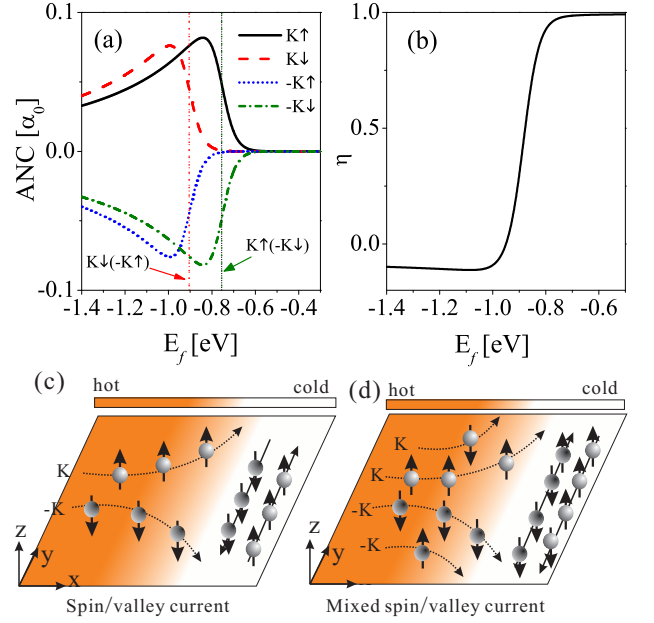 (a)
0.1
0.0
-0.1
ANC [α₀]
K↑
K↓
-K↑
-K↓
K↓(-K↑)
K↑(-K↓)
-1.4 -1.2 -1.0 -0.8 -0.6 -0.4
E_f [eV]
(b)
1.0
0.5
0.0
η
-1.4 -1.2 -1.0 -0.8 -0.6
E_f [eV]
(c)
hot cold
K
-K
z
y
x
Spin/valley current
(d)
hot cold
K
K
-K
-K
z
y
x
Mixed spin/valley current